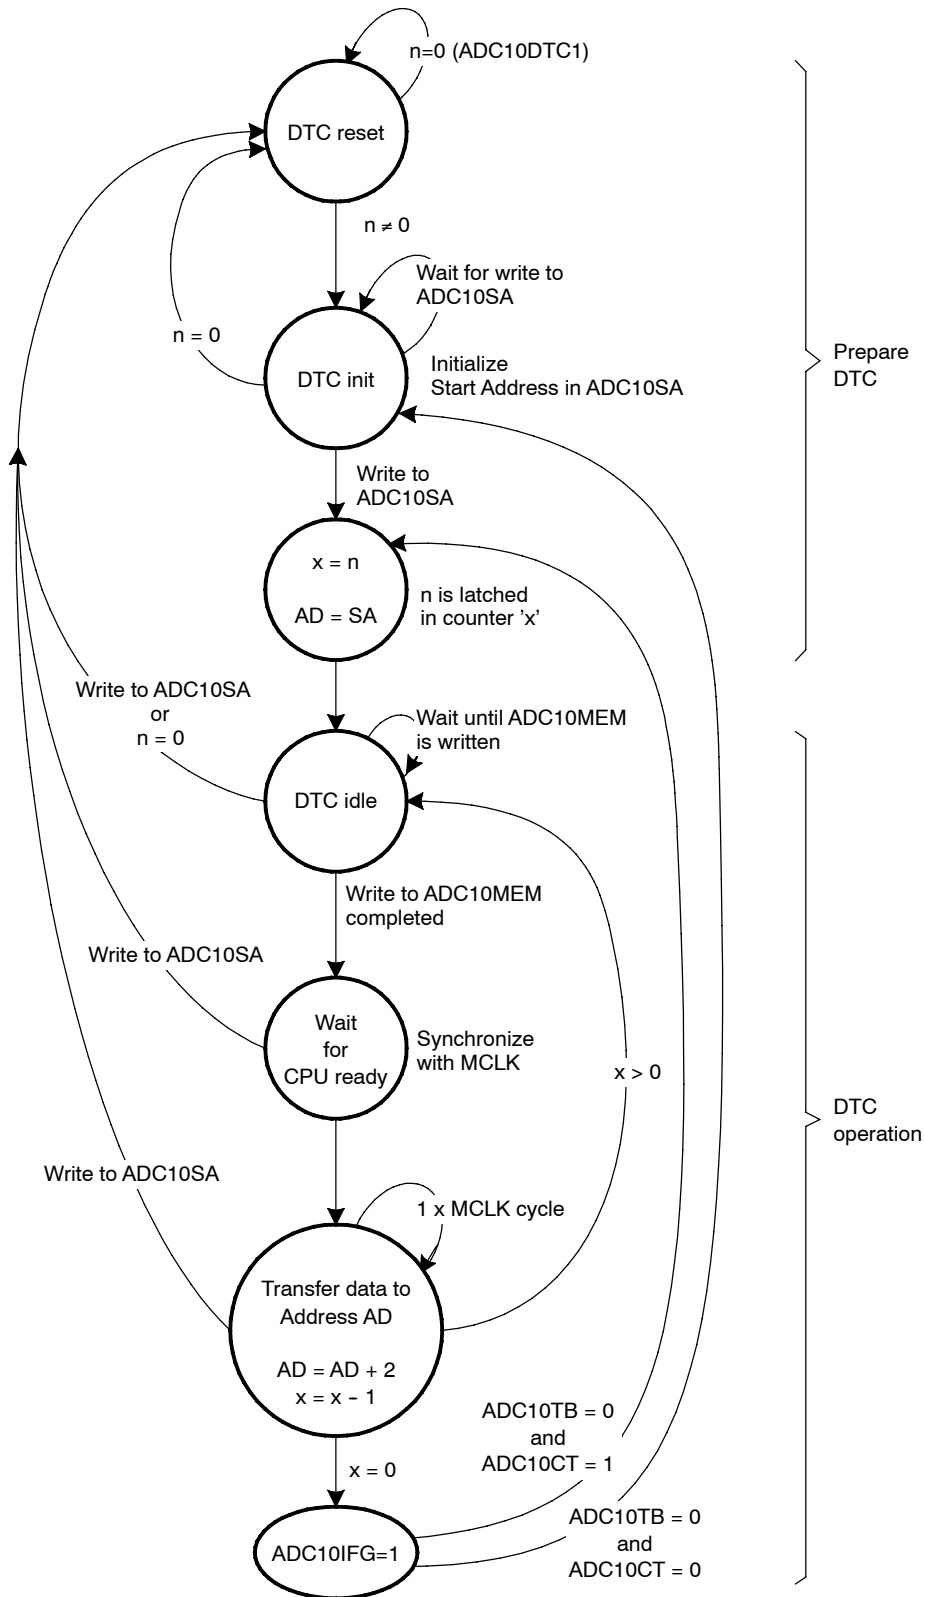 n=0 (ADC10DTC1)
DTC reset
n ≠ 0
Wait for write to
ADC10SA
n = 0
DTC init
Initialize
Start Address in ADC10SA
Prepare
DTC
Write to
ADC10SA
x = n
AD = SA
n is latched
in counter ’x’
Write to ADC10SA
or
n = 0
Wait until ADC10MEM
is written
DTC idle
Write to ADC10MEM
completed
Write to ADC10SA
Wait
for
CPU ready
Synchronize
with MCLK
x > 0
DTC
operation
Write to ADC10SA
1 x MCLK cycle
Transfer data to
Address AD
AD = AD + 2
x = x - 1
ADC10TB = 0
and
ADC10CT = 1
x = 0
ADC10IFG=1
ADC10TB = 0
and
ADC10CT = 0